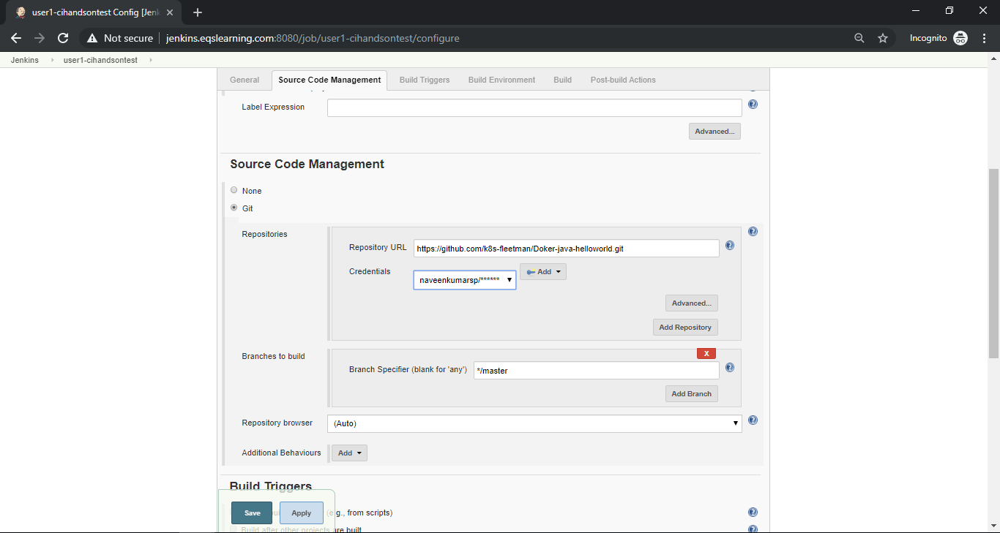 user1-cihandsontest Config [Jenk
Not secure jenkins.eqslearning.com:8080/job/user1-cihandsontest/configure Incognito
Jenkins user1-cihandsontest
General Source Code Management Build Triggers Build Environment Build Post-build Actions
Label Expression
Advanced...
Source Code Management
None
Git
Repositories
Repository URL https://github.com/k8s-fleetman/Doker-java-helloworld.git
Credentials naveenkumarsp/****** Add
Advanced...
Add Repository
Branches to build X
Branch Specifier (blank for 'any') */master
Add Branch
Repository browser (Auto)
Additional Behaviours Add
Build Triggers
Save Apply (e.g., from scripts)
Build after other projects are built